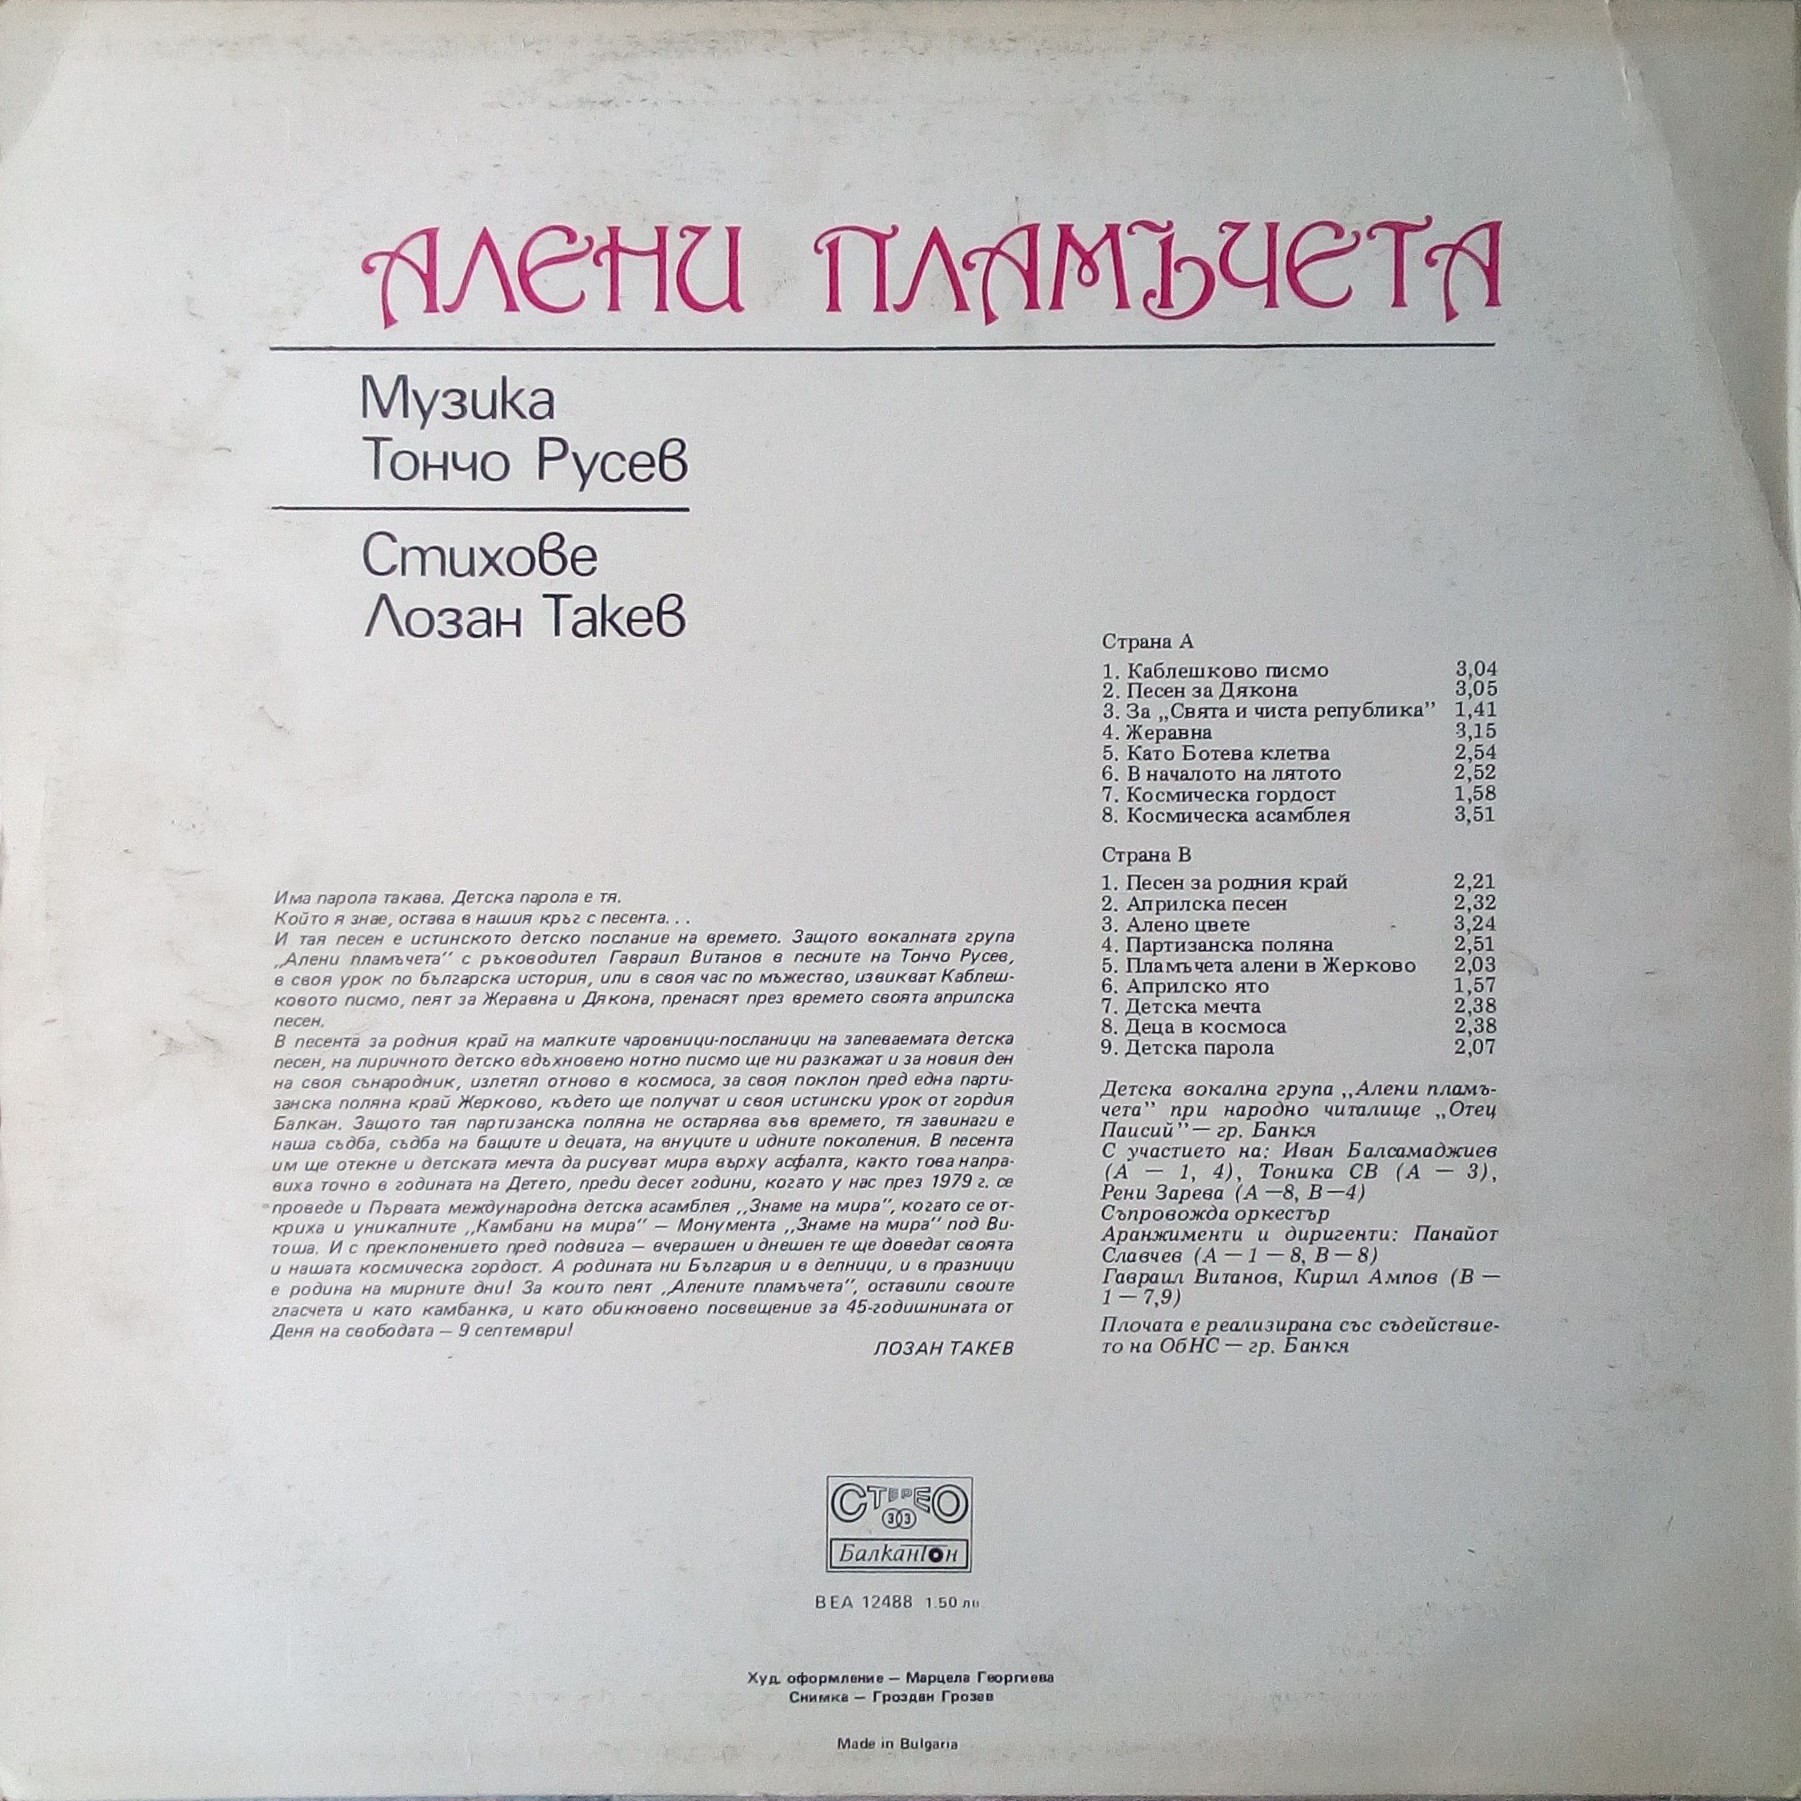 АЛЕНИ ПЛАМЪЧЕТА
Музика
Тончо Русев
Стихове
Лозан Такев
Страна А
1. Каблешково писмо 3,04
2. Песен за Дякона 3,05
3. За „Свята и чиста република” 1,41
4. Жеравна 3,15
5. Като Ботева клетва 2,54
6. В началото на лятото 2,52
7. Космическа гордост 1,58
8. Космическа асамблея 3,51
Страна В
1. Песен за родния край 2,21
2. Априлска песен 2,32
3. Алено цвете 3,24
4. Партизанска поляна 2,51
5. Пламъчета алени в Жерково 2,03
6. Априлско ято 1,57
7. Детска мечта 2,38
8. Деца в космоса 2,38
9. Детска парола 2,07
Детска вокална група „Алени пламъ-
чета” при народно читалище „Отец
Паисий” — гр. Банкя
С участието на: Иван Балсамаджиев
(А — 1, 4), Тоника СВ (А — 3),
Рени Зарева (А —8, В—4)
Съпровожда оркестър
Аранжименти и диригенти: Панайот
Славчев (А — 1 — 8, В — 8)
Гавраил Витанов, Кирил Ампов (В —
1 — 7,9)
Плочата е реализирана със съдействие-
то на ОбНС — гр. Банкя
Има парола такава. Детска парола е тя.
Който я знае, остава в нашия кръг с песента. . .
И тая песен е истинското детско послание на времето. Защото вокалната група
„Алени пламъчета” с ръководител Гавраил Витанов в песните на Тончо Русев,
в своя урок по българска история, или в своя час по мъжество, извикват Каблеш-
ковото писмо, пеят за Жеравна и Дякона, пренасят през времето своята априлска
песен.
В песента за родния край на малките чаровници-посланици на запеваемата детска
песен, на лиричното детско вдъхновено нотно писмо ще ни разкажат и за новия ден
на своя сънародник, излетял отново в космоса, за своя поклон пред една парти-
занска поляна край Жерково, където ще получат и своя истински урок от гордия
Балкан. Защото тая партизанска поляна не остарява във времето, тя завинаги е
наша съдба, съдба на бащите и децата, на внуците и идните поколения. В песента
им ще отекне и детската мечта да рисуват мира върху асфалта, както това напра-
виха точно в годината на Детето, преди десет години, когато у нас през 1979 г. се
проведе и Първата международна детска асамблея „Знаме на мира”, когато се от-
криха и уникалните „Камбани на мира” — Монумента „Знаме на мира” под Ви-
тоша. И с преклонението пред подвига — вчерашен и днешен те ще доведат своята
и нашата космическа гордост. А родината ни България и в делници, и в празници
е родина на мирните дни! За които пеят „Алените пламъчета”, оставили своите
гласчета и като камбанка, и като обикновено посвещение за 45-годишнината от
Деня на свободата — 9 септември!
ЛОЗАН ТАКЕВ
СТЕРЕО
33
Балкантон
ВЕА 12488 1.50 лв.
Худ. оформление — Марцела Георгиева
Снимка — Гроздан Грозев
Made in Bulgaria